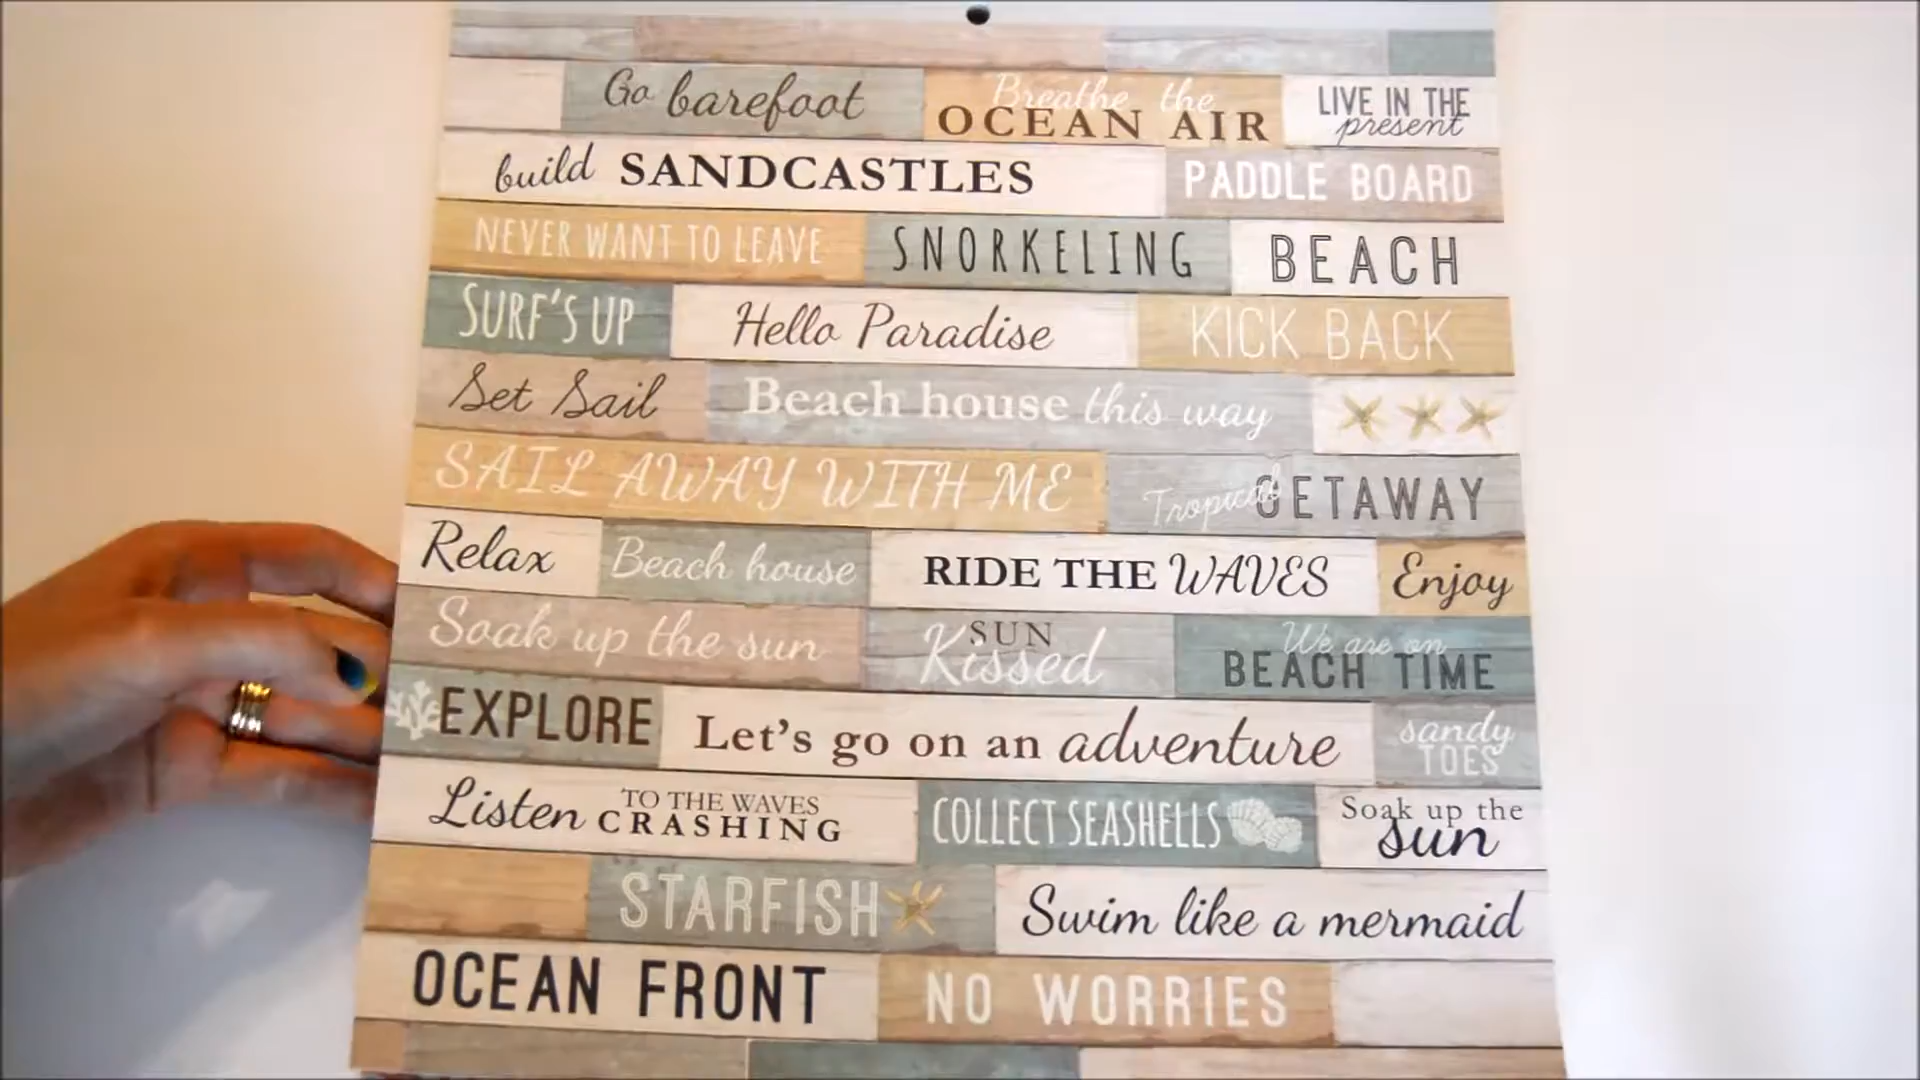 Go barefoot
Breathe the
OCEAN AIR
LIVE IN THE
present
build SANDCASTLES
PADDLE BOARD
NEVER WANT TO LEAVE
SNORKELING
BEACH
SURF'S UP
Hello Paradise
KICK BACK
Set Sail
Beach house this way
SAIL AWAY WITH ME
Tropical GETAWAY
Relax
Beach house
RIDE THE WAVES
Enjoy
Soak up the sun
SUN
Kissed
We are on
BEACH TIME
EXPLORE
Let's go on an adventure
sandy
TOES
Listen TO THE WAVES
CRASHING
COLLECT SEASHELLS
Soak up the
sun
STARFISH
Swim like a mermaid
OCEAN FRONT
NO WORRIES